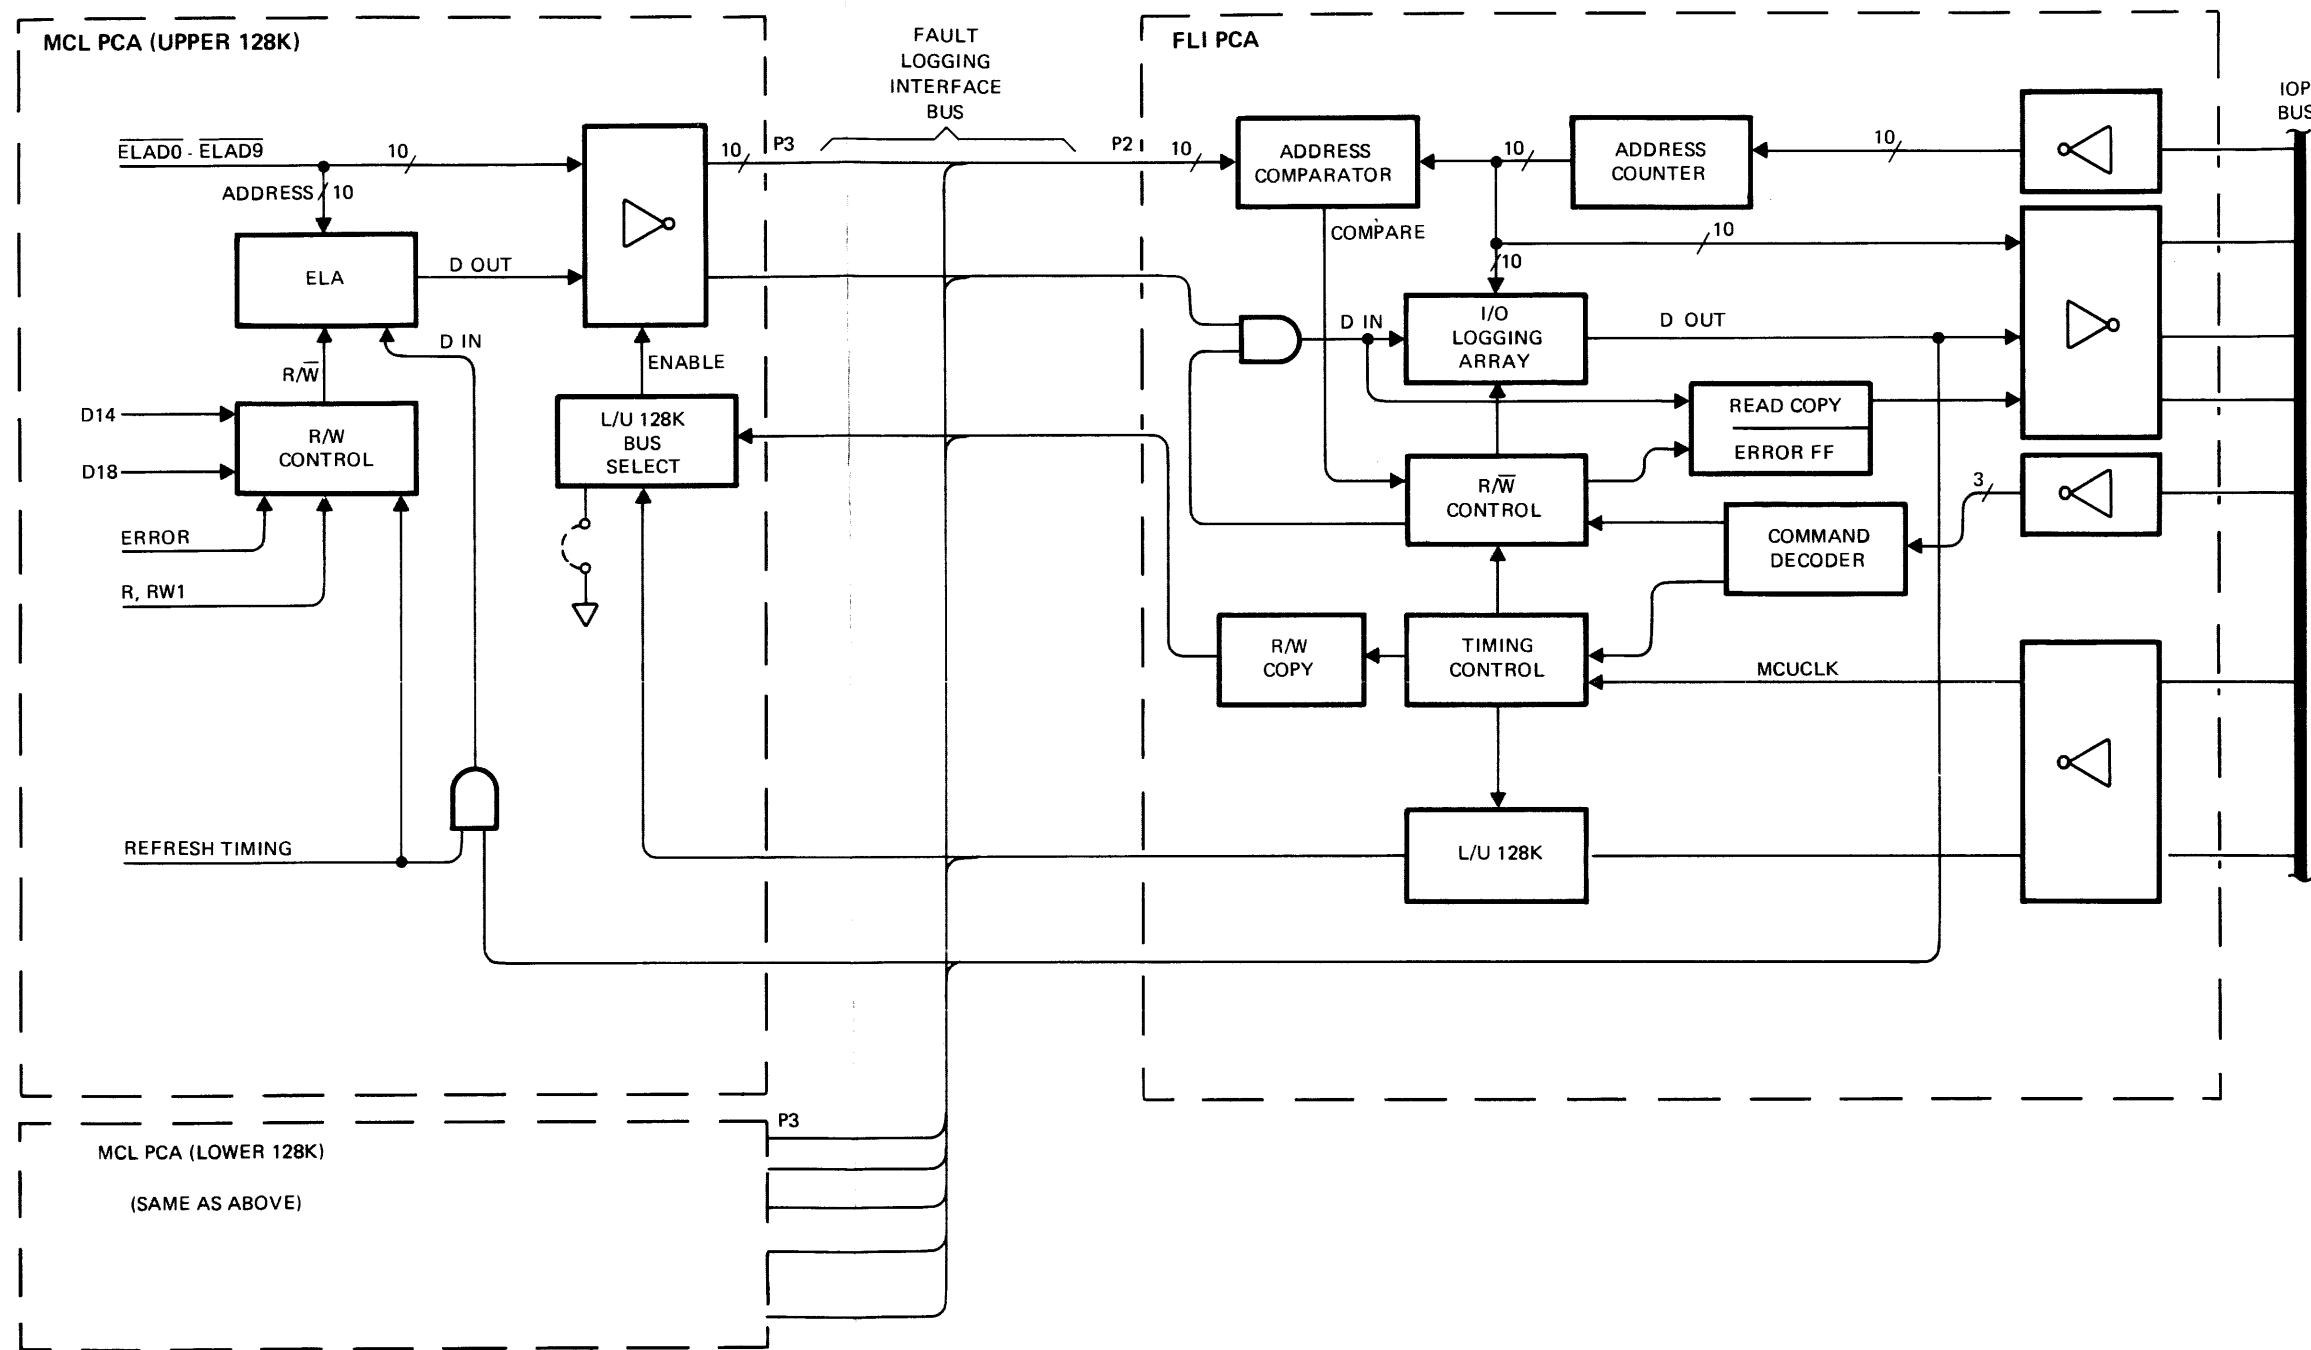 MCL PCA (UPPER 128K)
FAULT
LOGGING
INTERFACE
BUS
FLI PCA
IOP
BUS
ELAD0 - ELAD9
10
10
P3
P2
10
ADDRESS
COMPARATOR
10
ADDRESS
COUNTER
10
ADDRESS
10
COMPARE
10
10
ELA
D OUT
I/O
LOGGING
ARRAY
D IN
D OUT
D IN
R/W
ENABLE
D14
D18
R/W
CONTROL
L/U 128K
BUS
SELECT
READ COPY
ERROR FF
R/W
CONTROL
3
COMMAND
DECODER
ERROR
R, RW1
R/W
COPY
TIMING
CONTROL
MCUCLK
REFRESH TIMING
L/U 128K
P3
MCL PCA (LOWER 128K)
(SAME AS ABOVE)